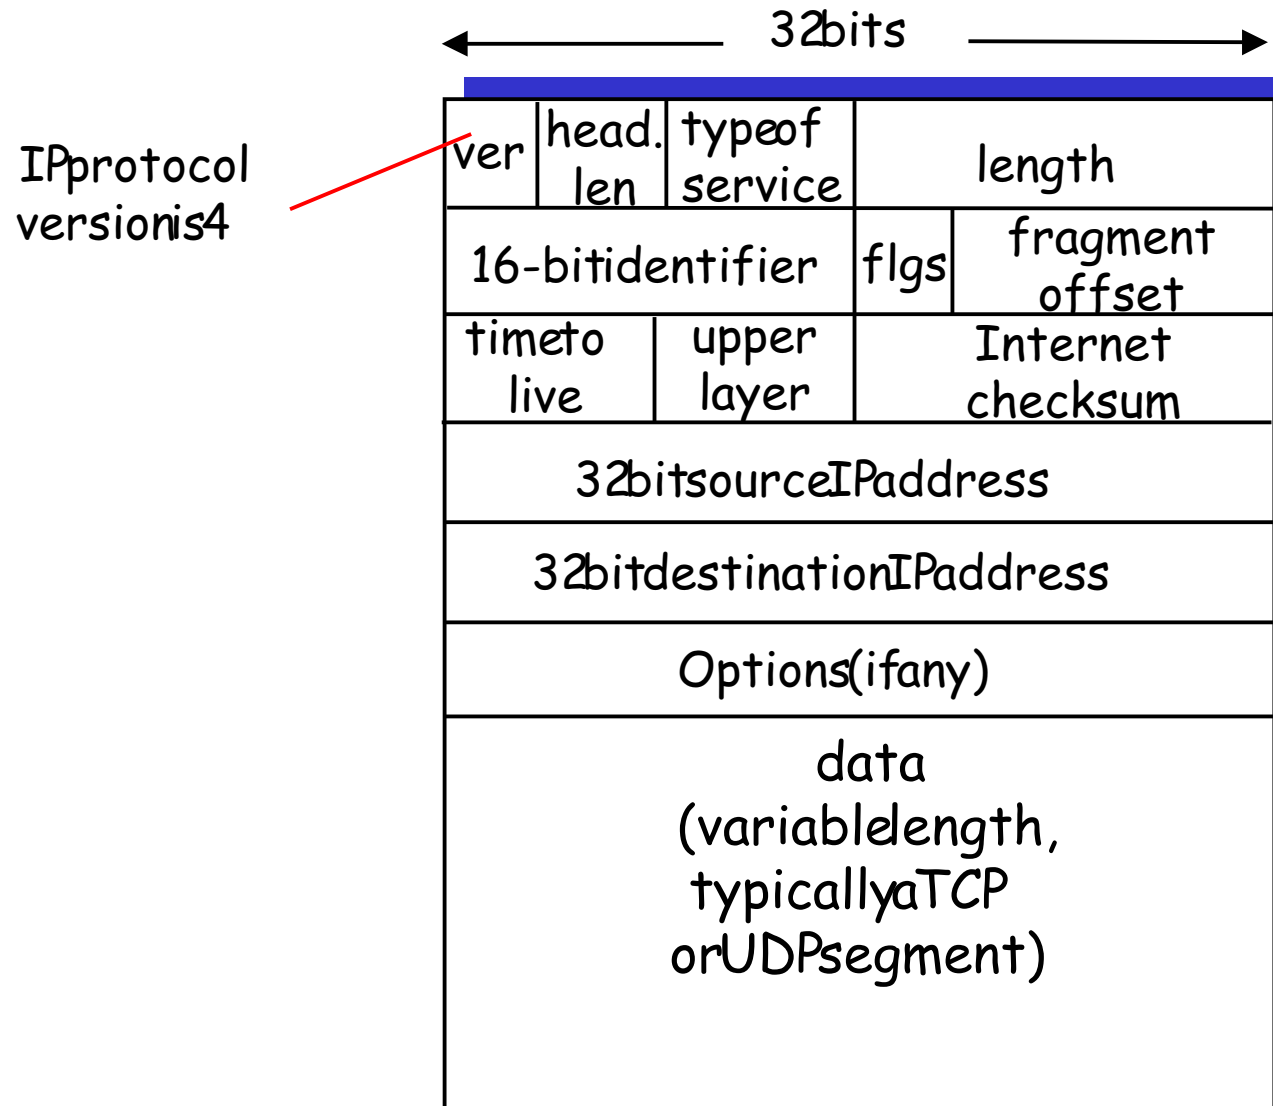 32bits
IPprotocol
versionis4
ver
head.
len
typeof
service
length
16-bitidentifier
flgs
fragment
offset
timeto
live
upper
layer
Internet
checksum
32bitsourceIPaddress
32bitdestinationIPaddress
Options(ifany)
data
(variablelength,
typicallyaTCP
orUDPsegment)